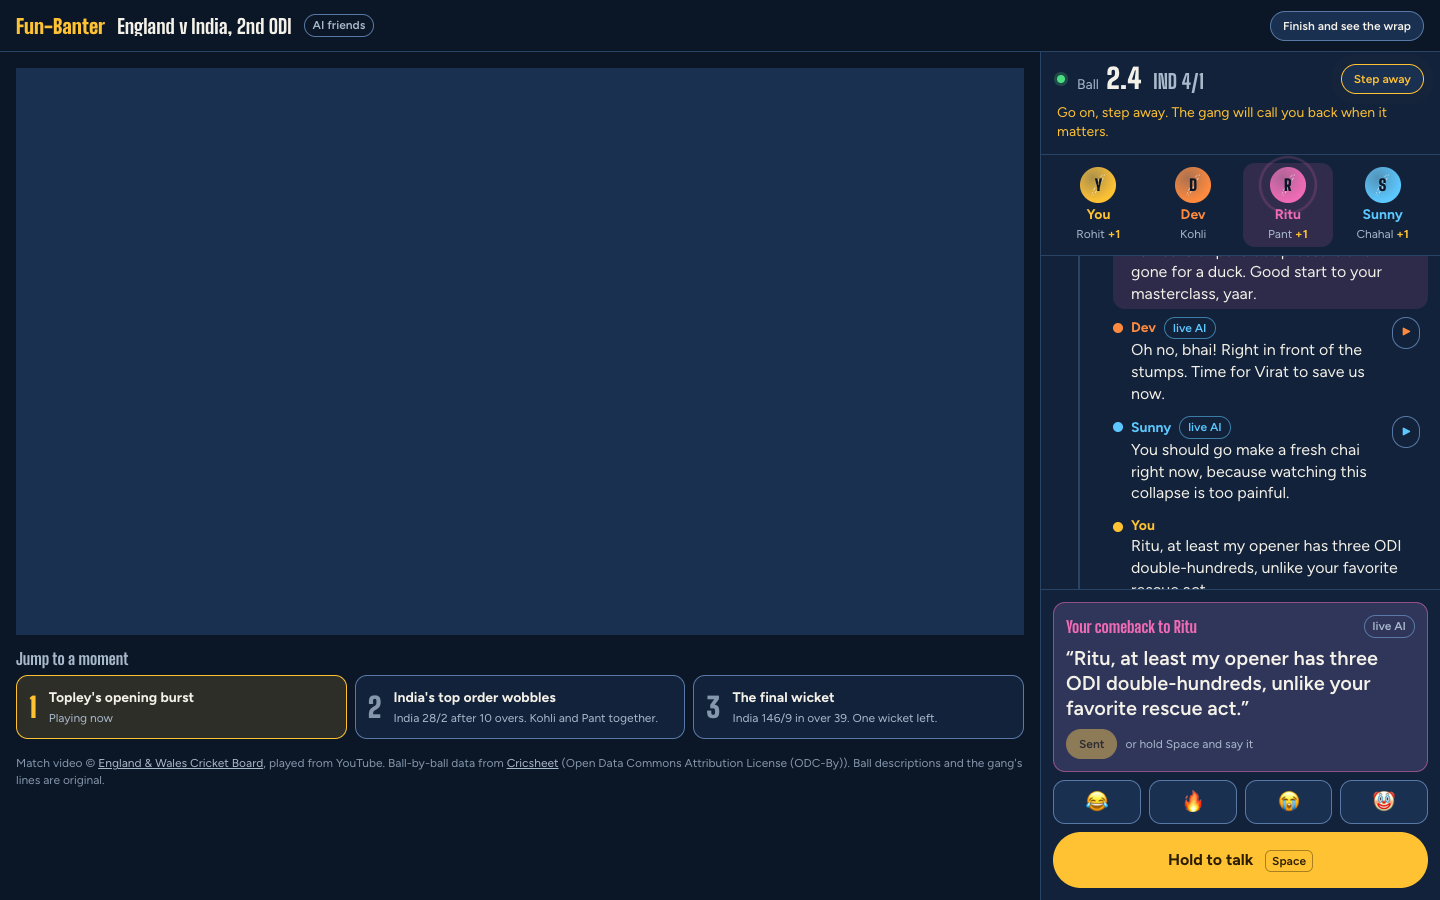 Fun-Banter England v India, 2nd ODI AI friends
Finish and see the wrap
Ball 2.4 IND 4/1
Step away
Go on, step away. The gang will call you back when it
matters.
Y
You
Rohit +1
D
Dev
Kohli
R
Ritu
Pant +1
S
Sunny
Chahal +1
gone for a duck. Good start to your
masterclass, yaar.
Dev live AI
Oh no, bhai! Right in front of the
stumps. Time for Virat to save us
now.
Sunny live AI
You should go make a fresh chai
right now, because watching this
collapse is too painful.
You
Ritu, at least my opener has three ODI
double-hundreds, unlike your favorite
rescue act.
Your comeback to Ritu live AI
“Ritu, at least my opener has three
ODI double-hundreds, unlike your
favorite rescue act.”
Sent or hold Space and say it
Hold to talk Space
Jump to a moment
1
Topley's opening burst
Playing now
2
India's top order wobbles
India 28/2 after 10 overs. Kohli and Pant together.
3
The final wicket
India 146/9 in over 39. One wicket left.
Match video © England & Wales Cricket Board, played from YouTube. Ball-by-ball data from Cricsheet (Open Data Commons Attribution License (ODC-By)). Ball descriptions and the gang's
lines are original.